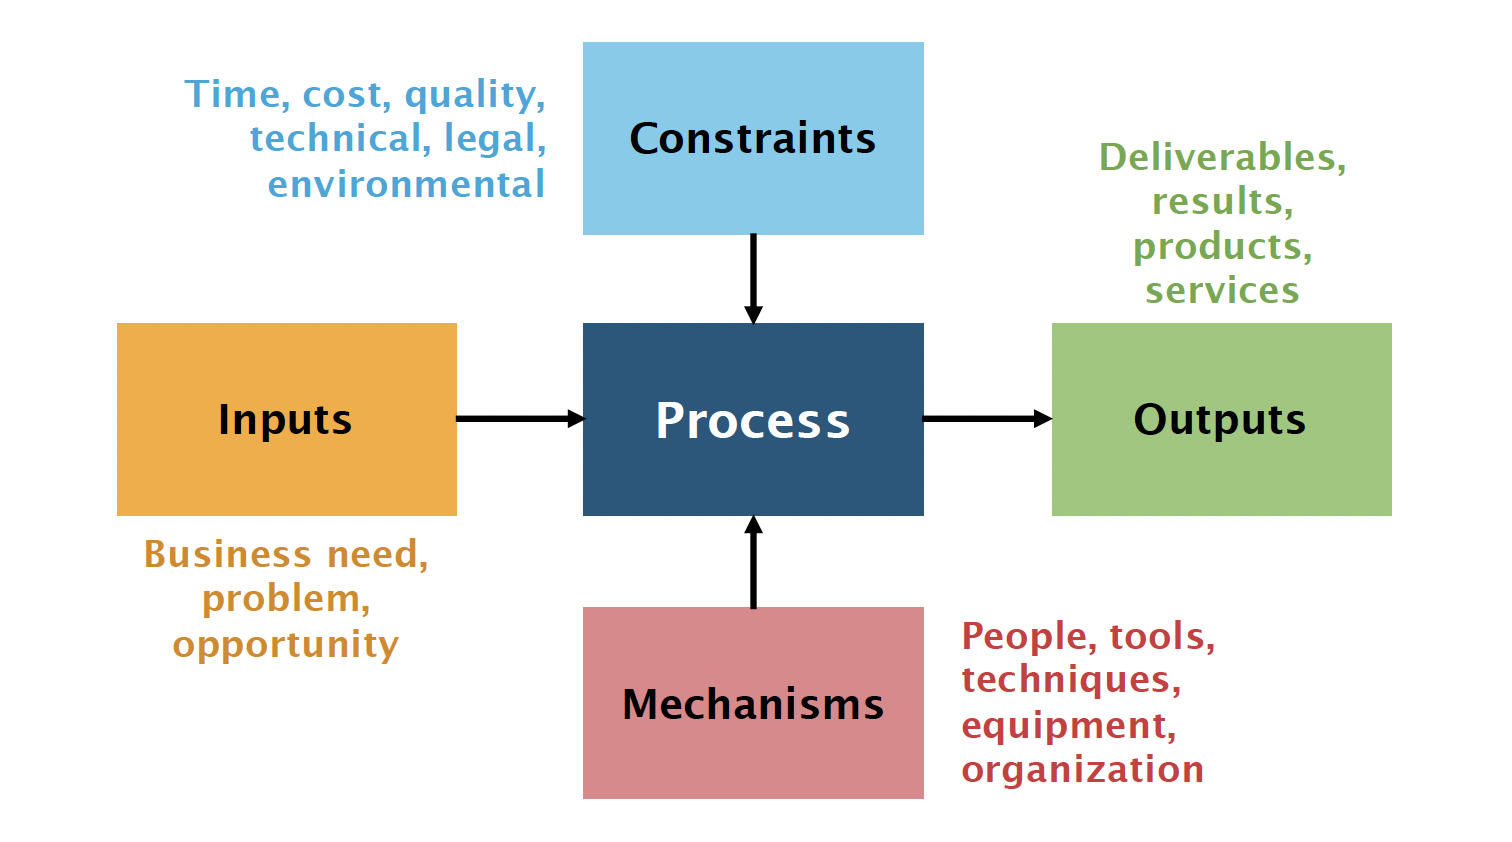 Time, cost, quality,
technical, legal,
environmental
Constraints
Deliverables,
results,
products,
services
Inputs
Process
Outputs
Business need,
problem,
opportunity
Mechanisms
People, tools,
techniques,
equipment,
organization